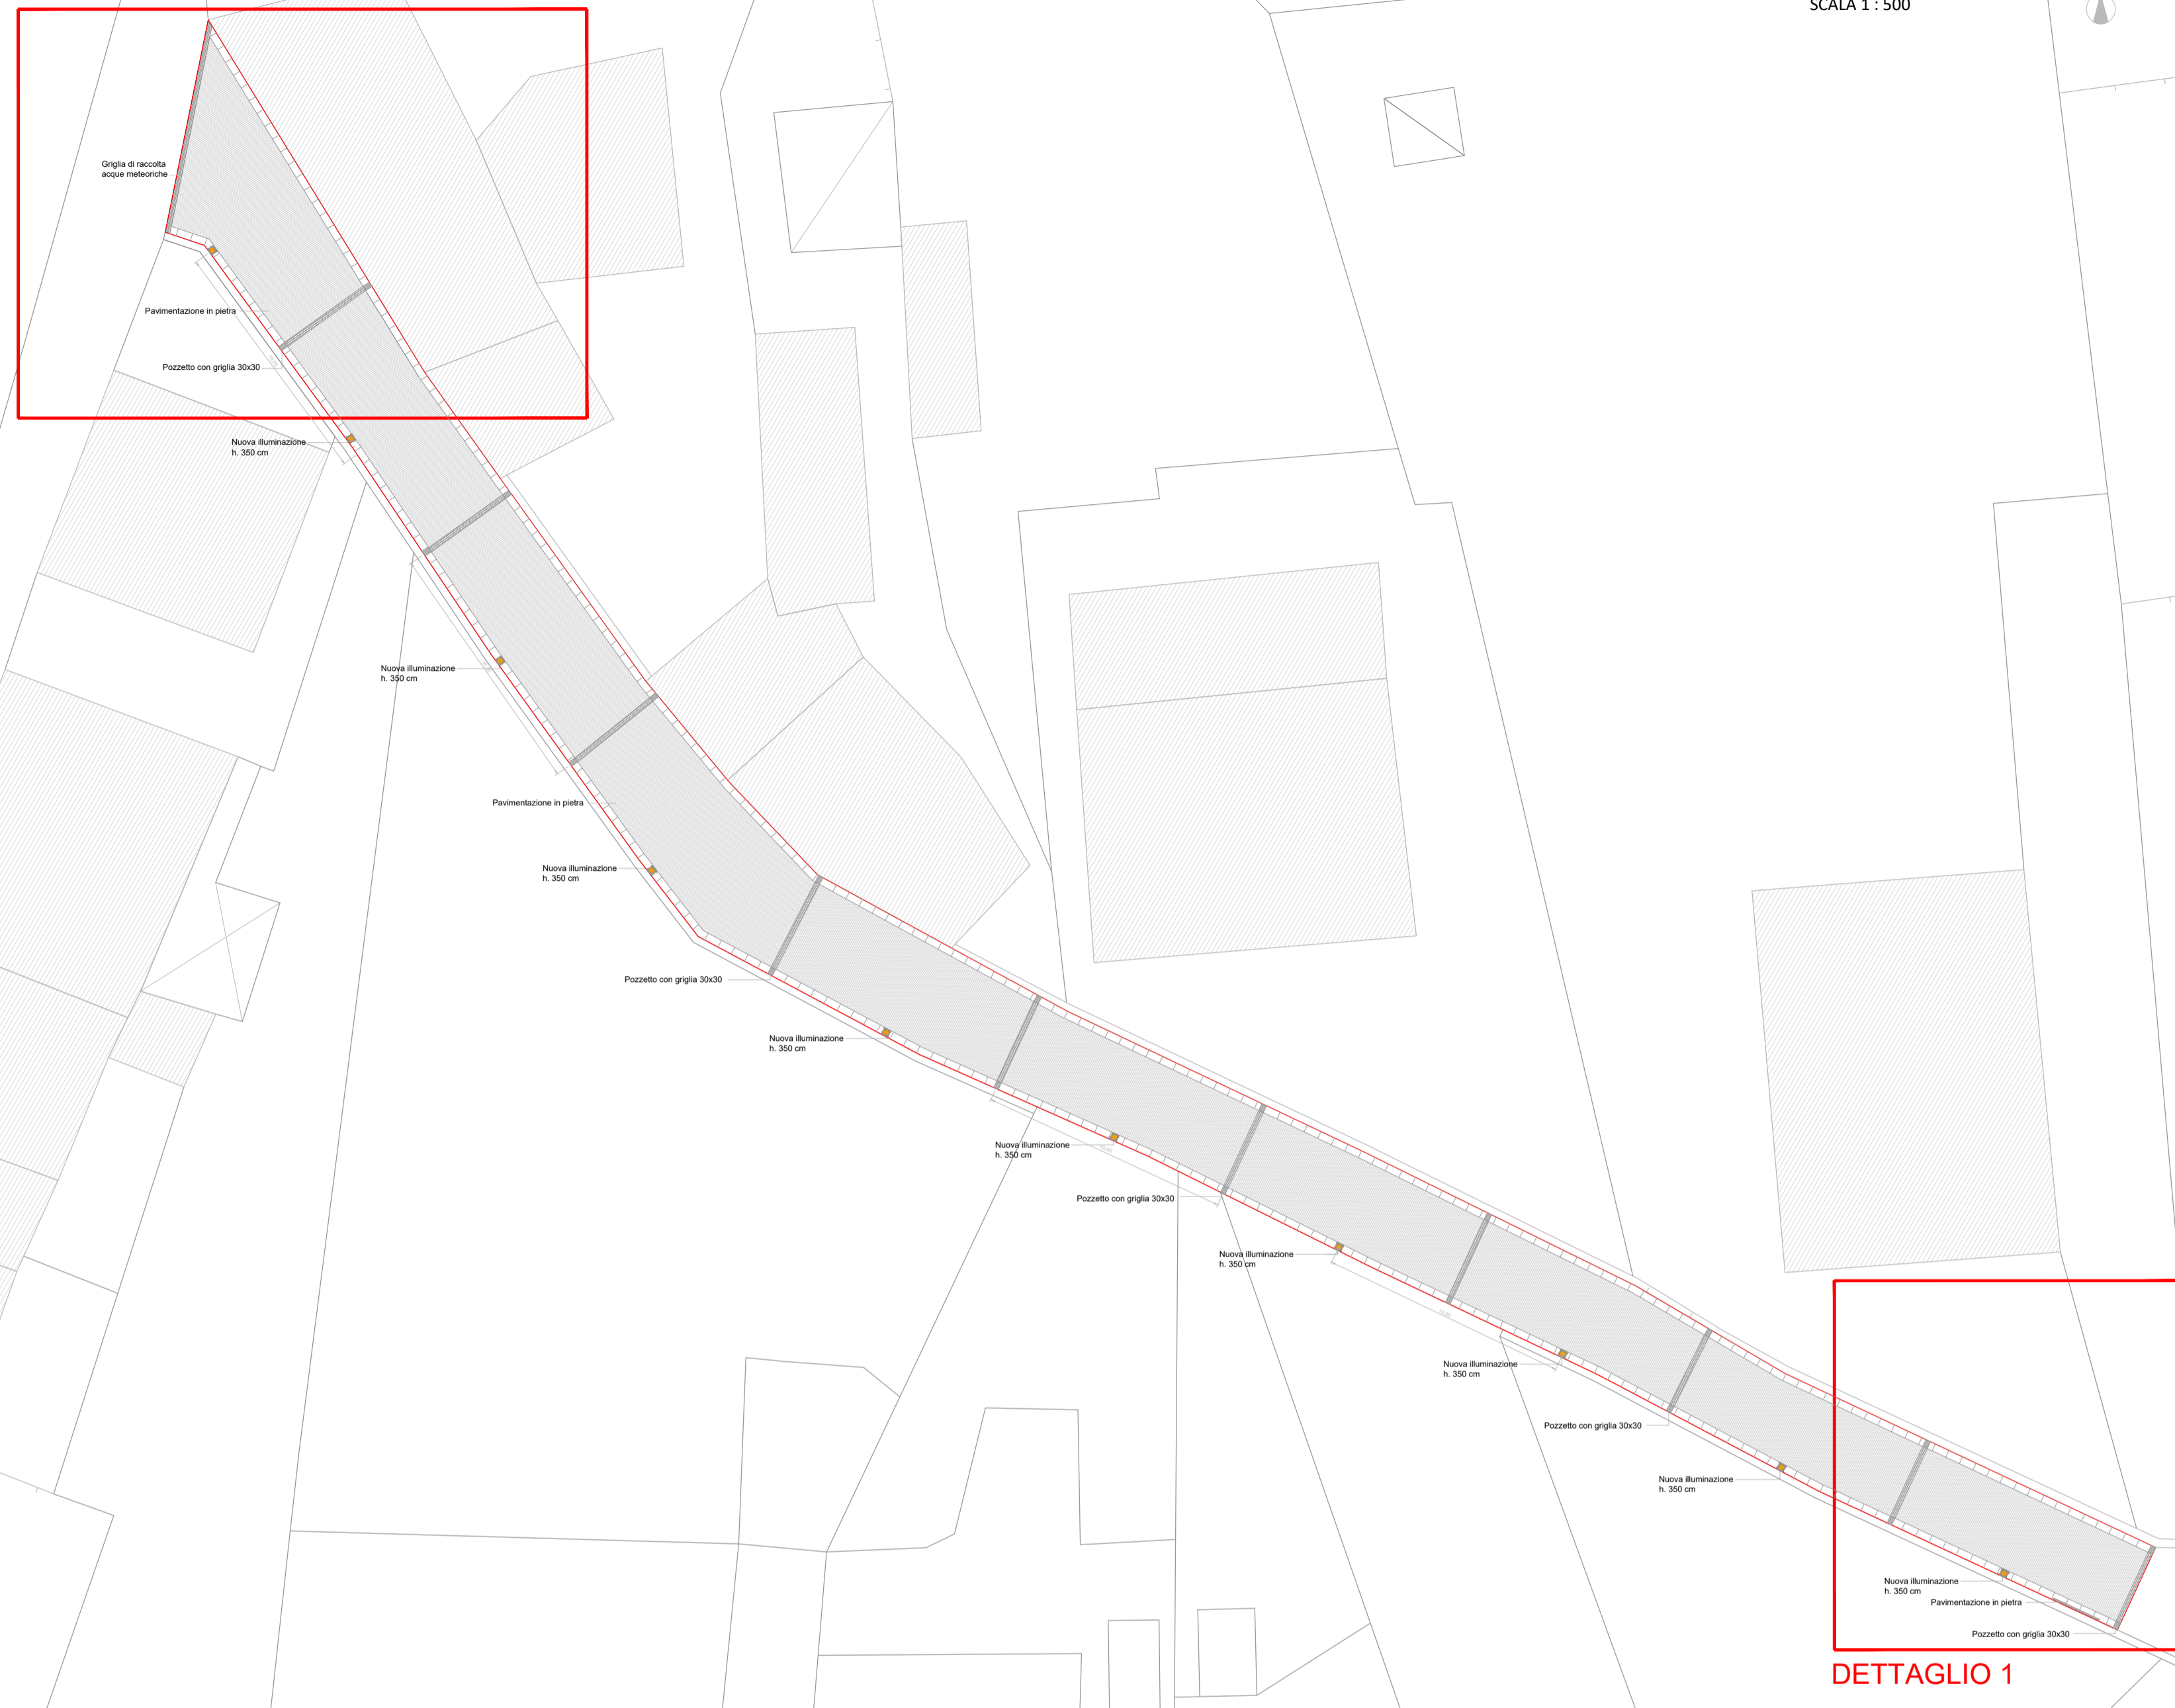 SCALA 1 : 500
Griglia di raccolta
acque meteoriche
Pavimentazione in pietra
Pozzetto con griglia 30x30
Nuova illuminazione
h. 350 cm
Nuova illuminazione
h. 350 cm
Pavimentazione in pietra
Nuova illuminazione
h. 350 cm
Pozzetto con griglia 30x30
Nuova illuminazione
h. 350 cm
Nuova illuminazione
h. 350 cm
Pozzetto con griglia 30x30
Nuova illuminazione
h. 350 cm
Nuova illuminazione
h. 350 cm
Pozzetto con griglia 30x30
Nuova illuminazione
h. 350 cm
Nuova illuminazione
h. 350 cm
Pavimentazione in pietra
Pozzetto con griglia 30x30
DETTAGLIO 1